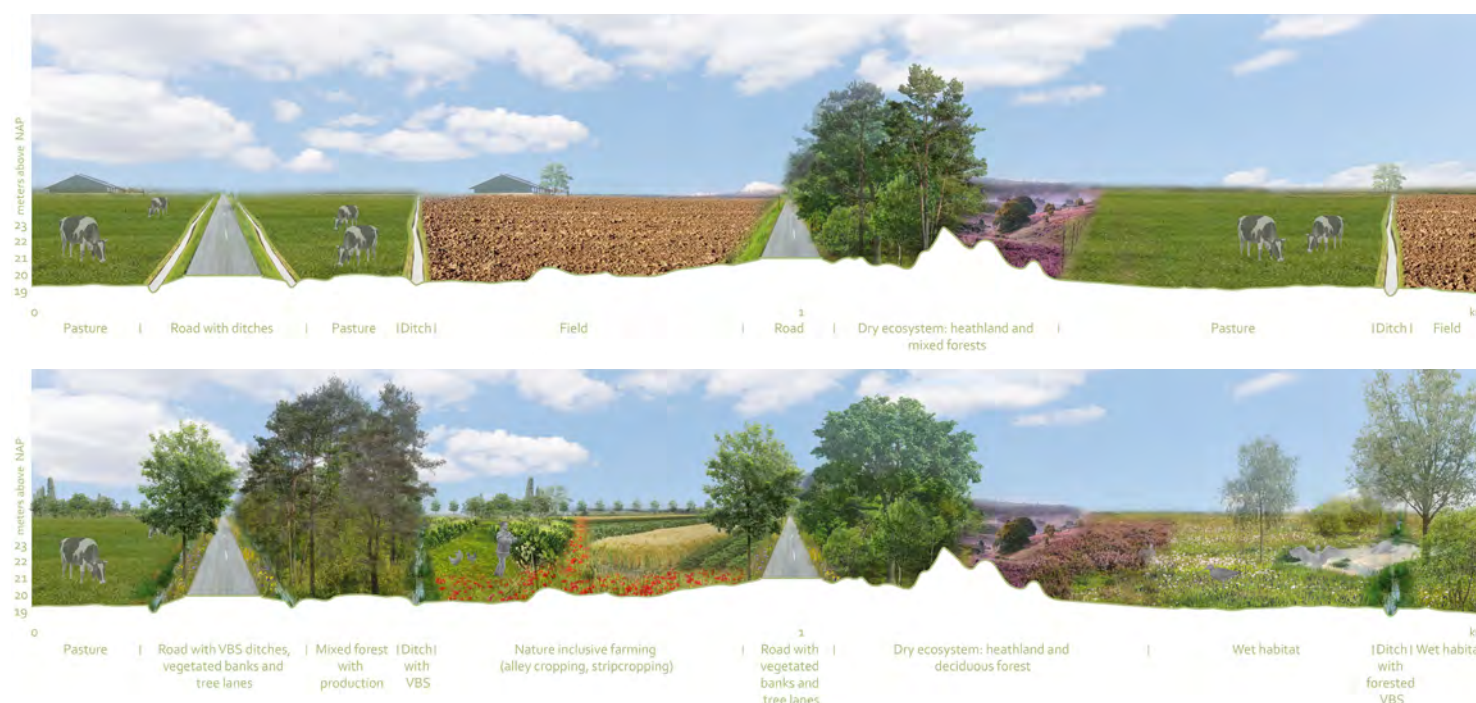 meters above NAP
23
22
21
20
19
0
1
k
Pasture | Road with ditches | Pasture |Ditch| Field | Road | Dry ecosystem: heathland and | Pasture |Ditch| Field
mixed forests
meters above NAP
23
22
21
20
19
0
1
k
Pasture | Road with VBS ditches, | Mixed forest |Ditch| Nature inclusive farming | Road with | Dry ecosystem: heathland and | Wet habitat |Ditch| Wet habita
vegetated banks and with with (alley cropping, stripcropping) vegetated deciduous forest with
tree lanes production VBS banks and forested
tree lanes VBS